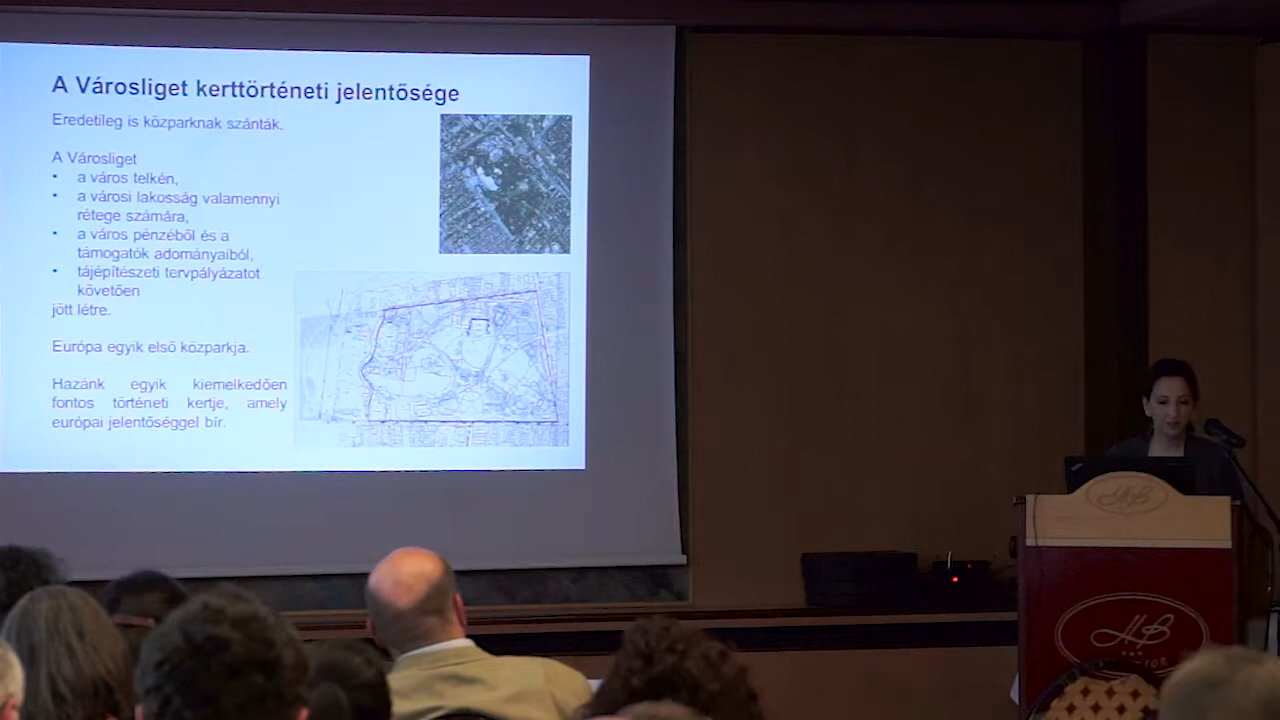 A Városliget kerttörténeti jelentősége
Eredetileg is közparknak szánták.
A Városliget
• a város telkén,
• a városi lakosság valamennyi
rétege számára,
• a város pénzéből és a
támogatók adományaiból,
• tájépítészeti tervpályázatot
követően
jött létre.
Európa egyik első közparkja.
Hazánk egyik kiemelkedően
fontos történeti kertje, amely
európai jelentőséggel bír.
HB
HB